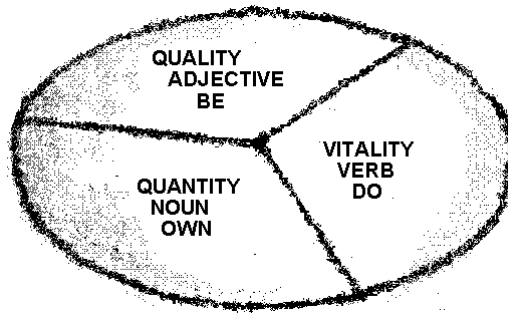 QUALITY
ADJECTIVE
BE
VITALITY
VERB
DO
QUANTITY
NOUN
OWN